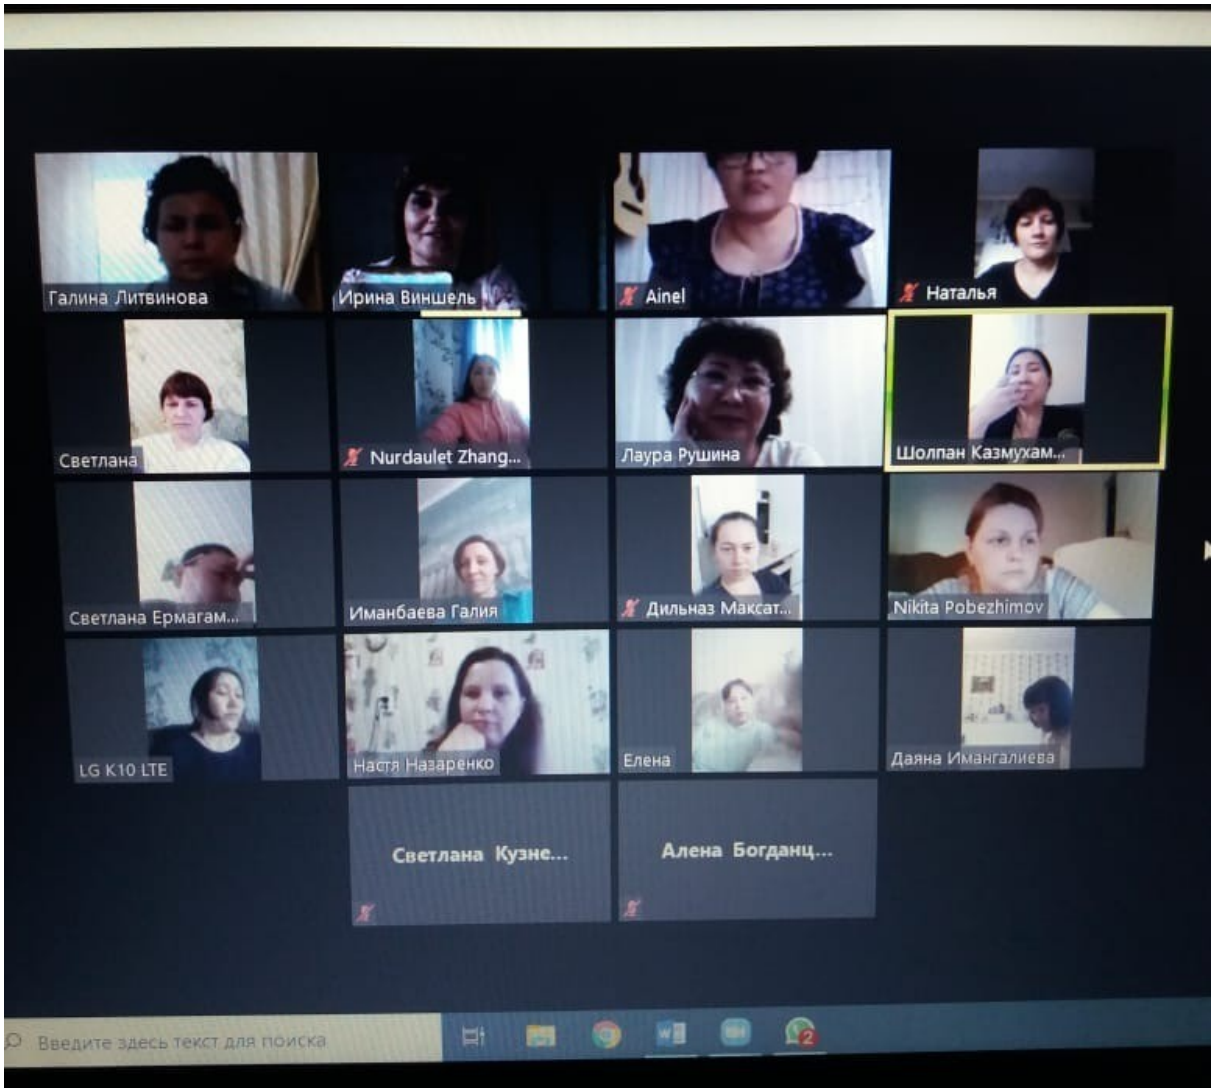 Галина Литвинова
Ирина Виншель
Ainel
Наталья
Светлана
Nurdaulet Zhang...
Лаура Рушина
Шолпан Казмухам...
Светлана Ермагам...
Иманбаева Галия
Дильназ Максат...
Nikita Pobezhimov
LG K10 LTE
Настя Назаренко
Елена
Даяна Имангалиева
Светлана Кузне...
Алена Богданц...
Введите здесь текст для поиска
W
2